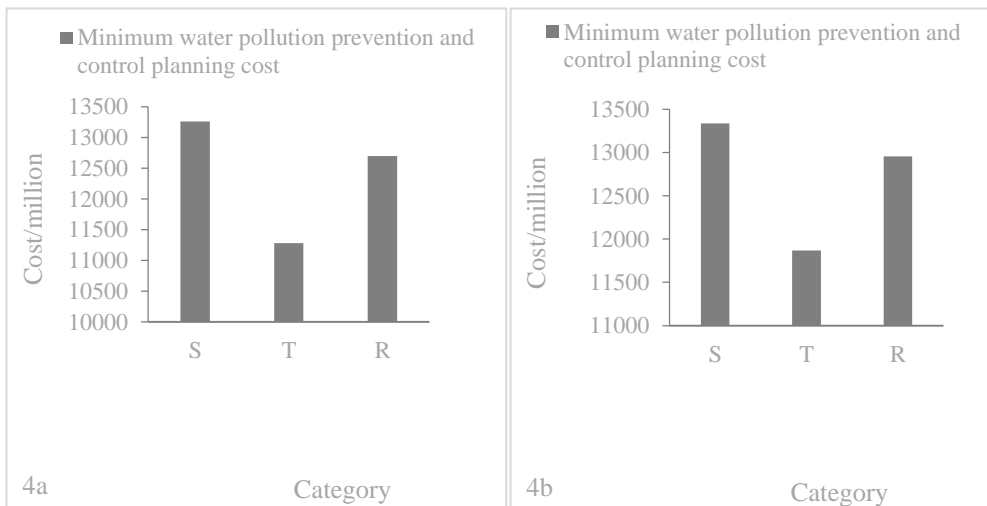 Minimum water pollution prevention and
control planning cost
Cost/million
13500
13000
12500
12000
11500
11000
10500
10000
S T R
4a
Category
Minimum water pollution prevention and
control planning cost
Cost/million
13500
13000
12500
12000
11500
11000
S T R
4b
Category